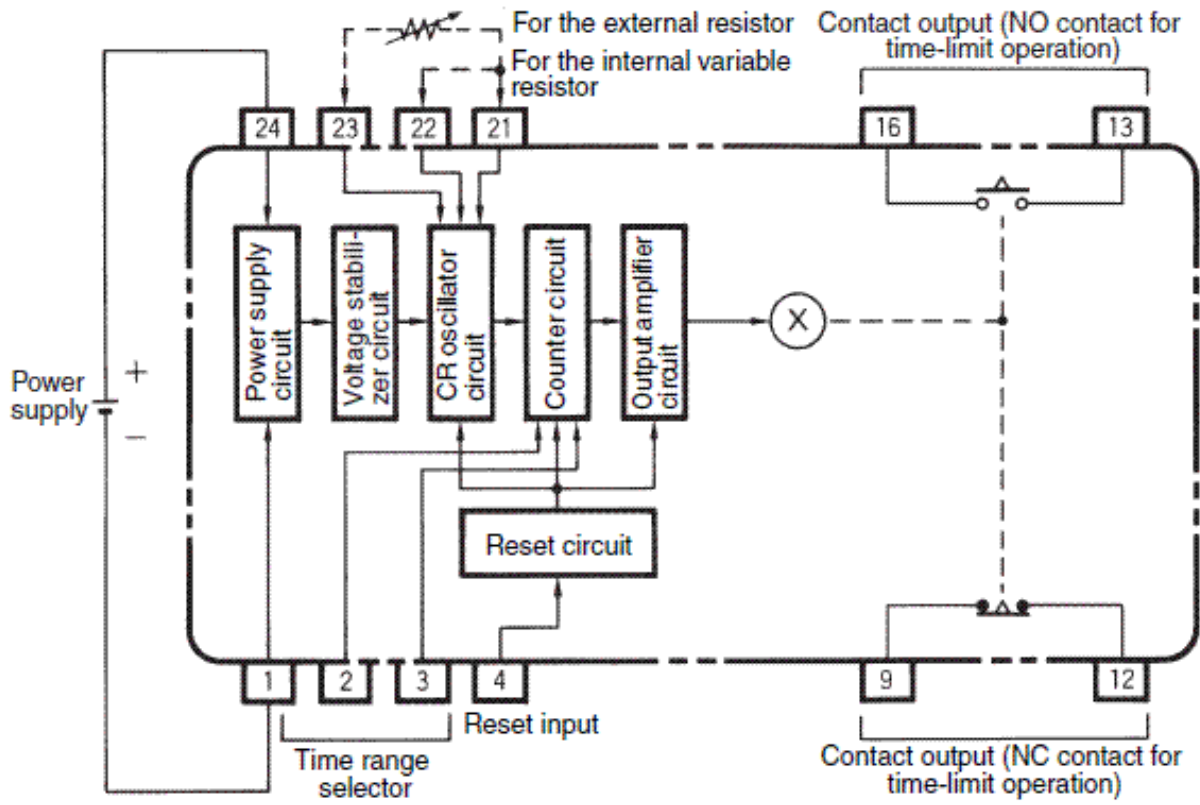 For the external resistor
For the internal variable
resistor
Contact output (NO contact for
time-limit operation)
24
23
22
21
16
13
Power supply
circuit
Voltage stabili-
zer circuit
CR oscillator
circuit
Counter circuit
Output amplifier
circuit
X
Power
supply
+
−
Reset circuit
1
2
3
4
9
12
Time range
selector
Reset input
Contact output (NC contact for
time-limit operation)